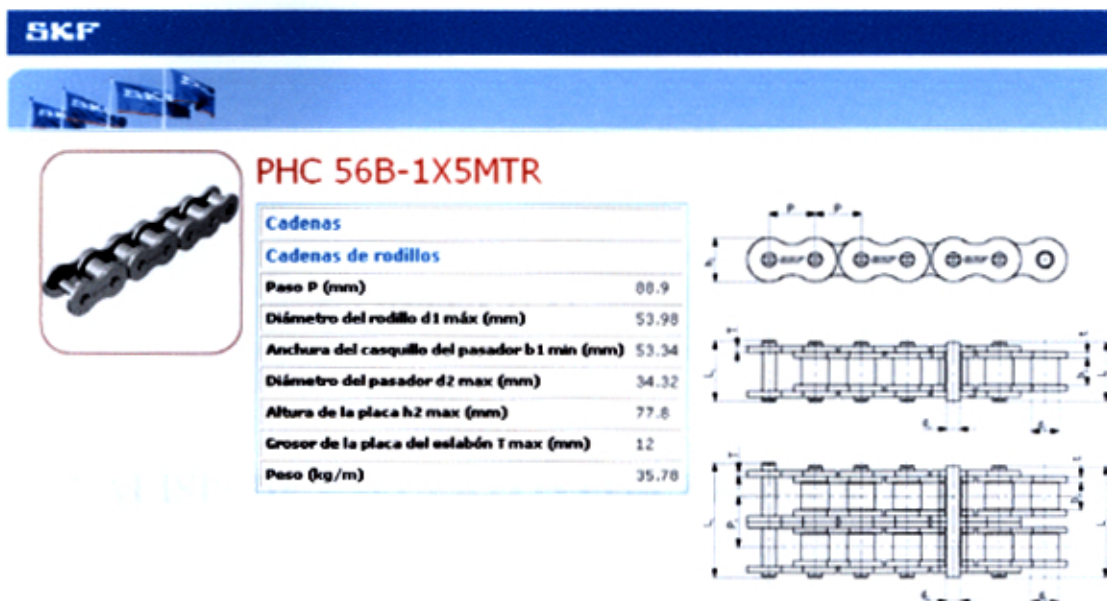 SKF
PHC 56B-1X5MTR
Cadenas
Cadenas de rodillos
Paso P (mm) 88.9
Diámetro del rodillo d1 máx (mm) 53.98
Anchura del casquillo del pasador b1 min (mm) 53.34
Diámetro del pasador d2 max (mm) 34.32
Altura de la placa h2 max (mm) 77.8
Grosor de la placa del eslabón T max (mm) 12
Peso (kg/m) 35.78
P P
SKF SKF SKF